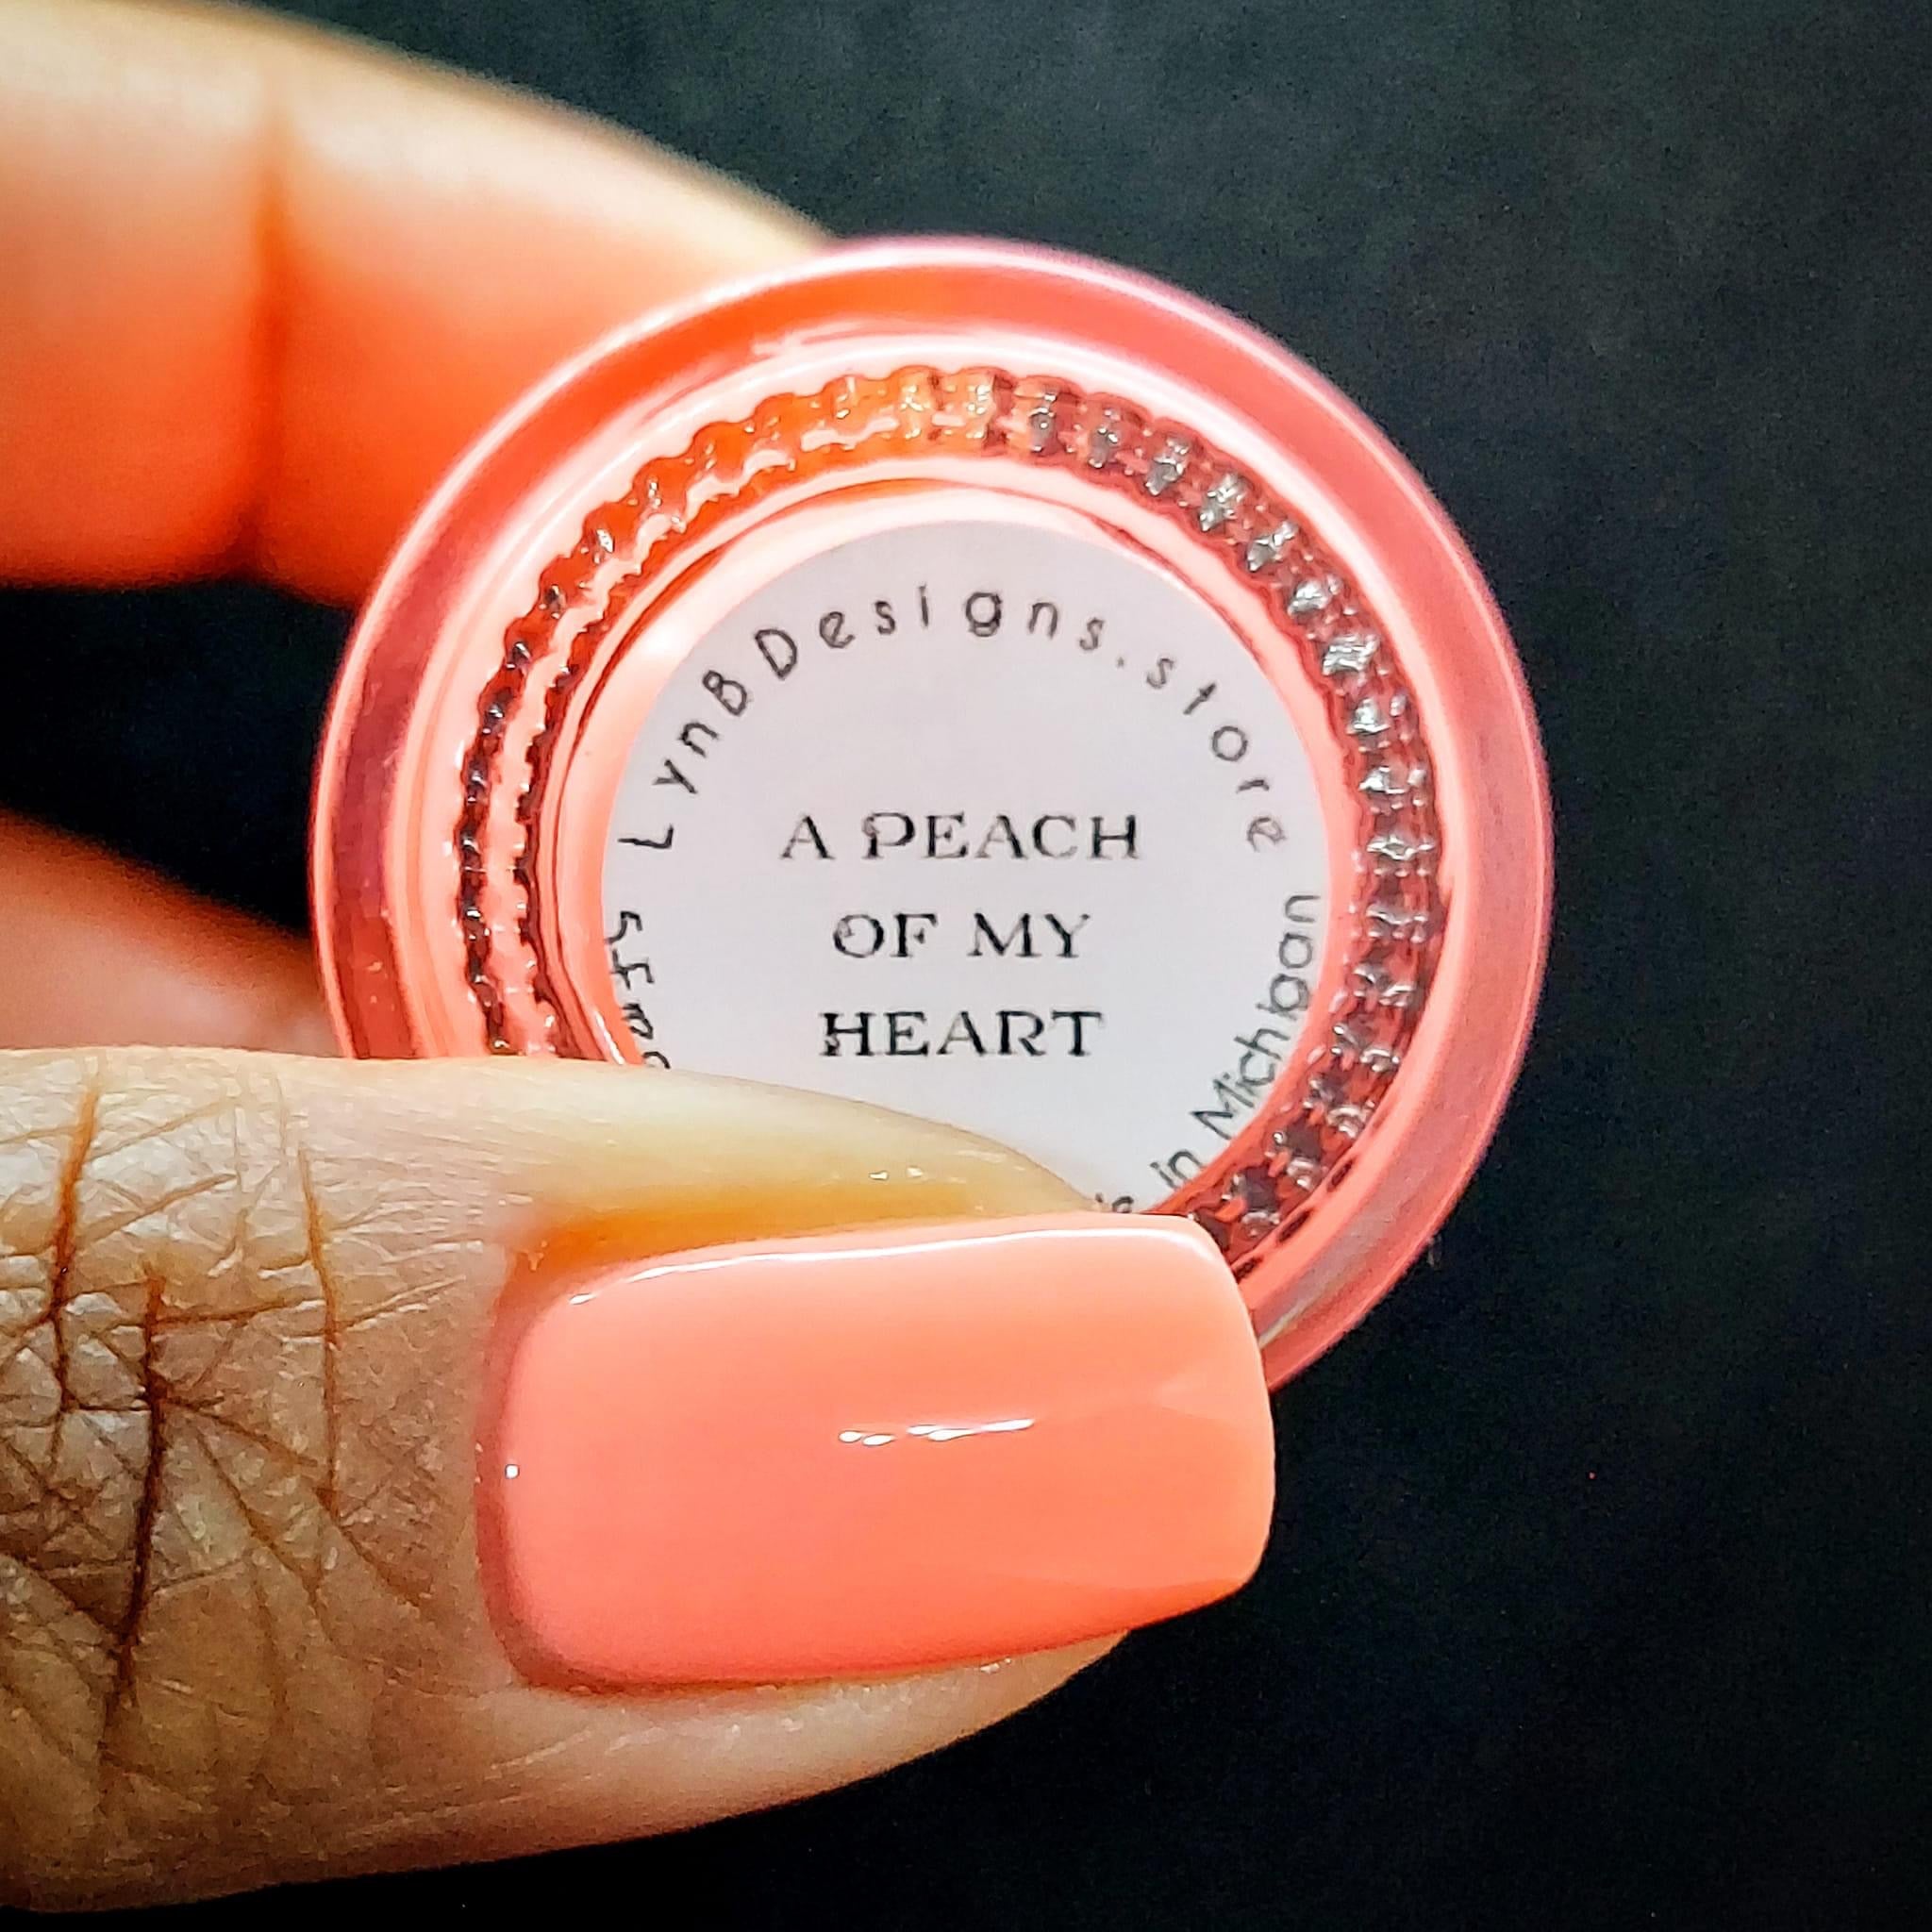 LynBDesigns.store
A PEACH
OF MY
HEART
in Michigan